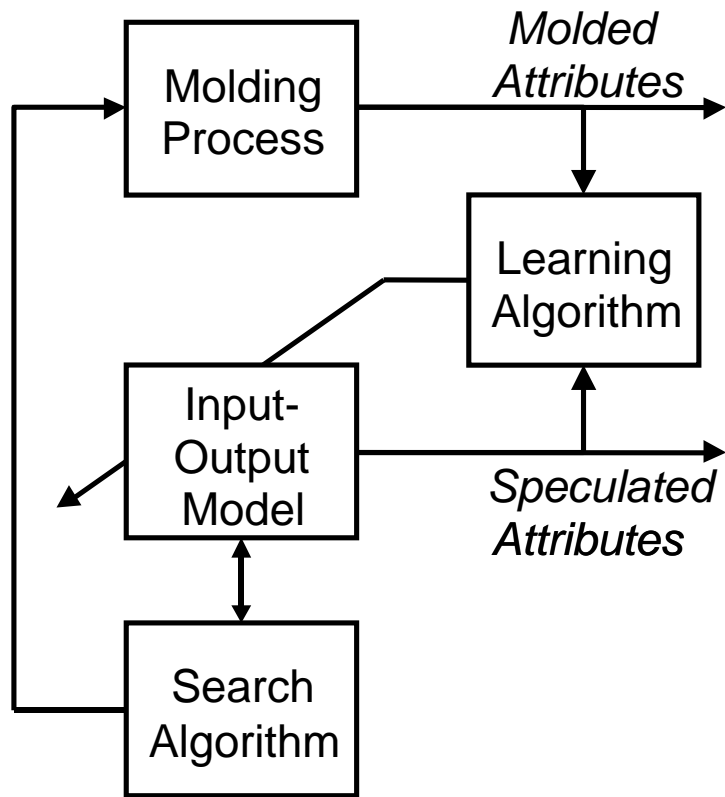 Molded
Attributes
Molding
Process
Learning
Algorithm
Input-
Output
Model
Speculated
Attributes
Search
Algorithm